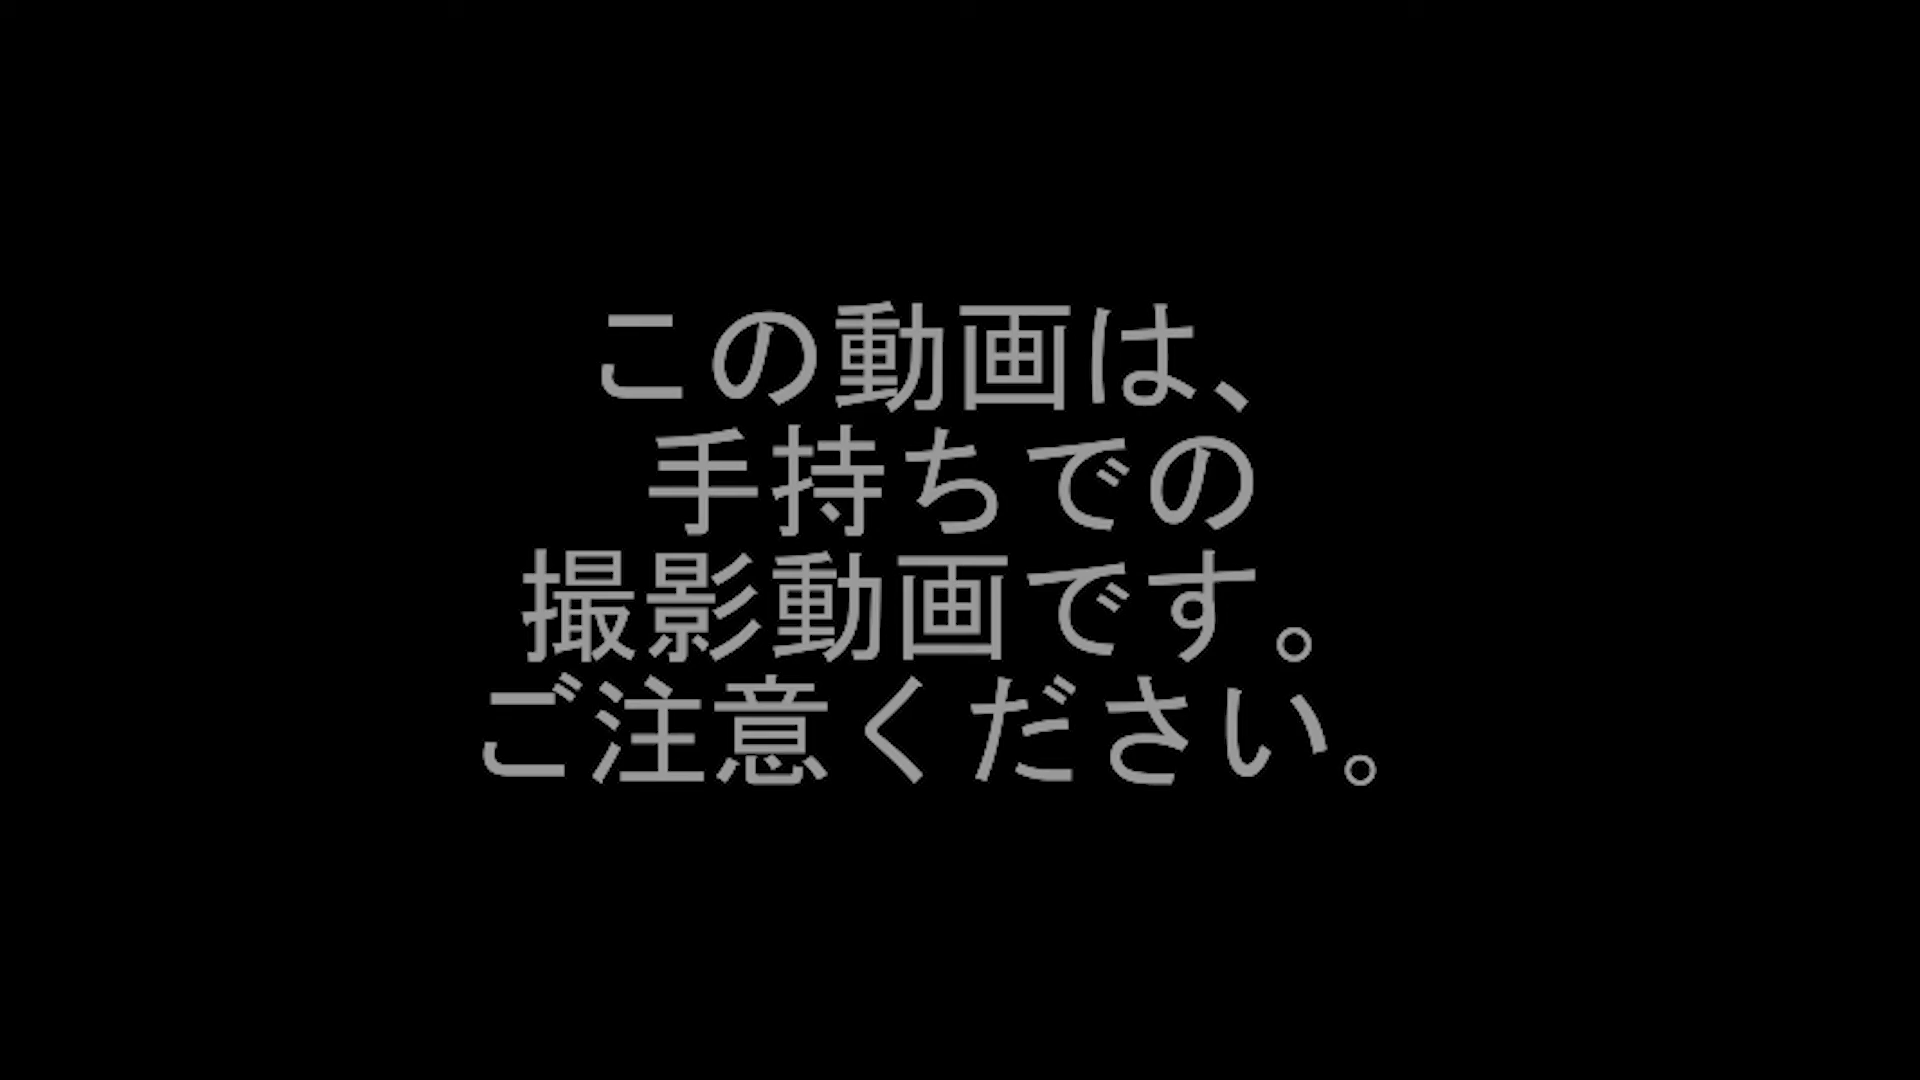 この動画は、
手持ちでの
撮影動画です。
ご注意ください。